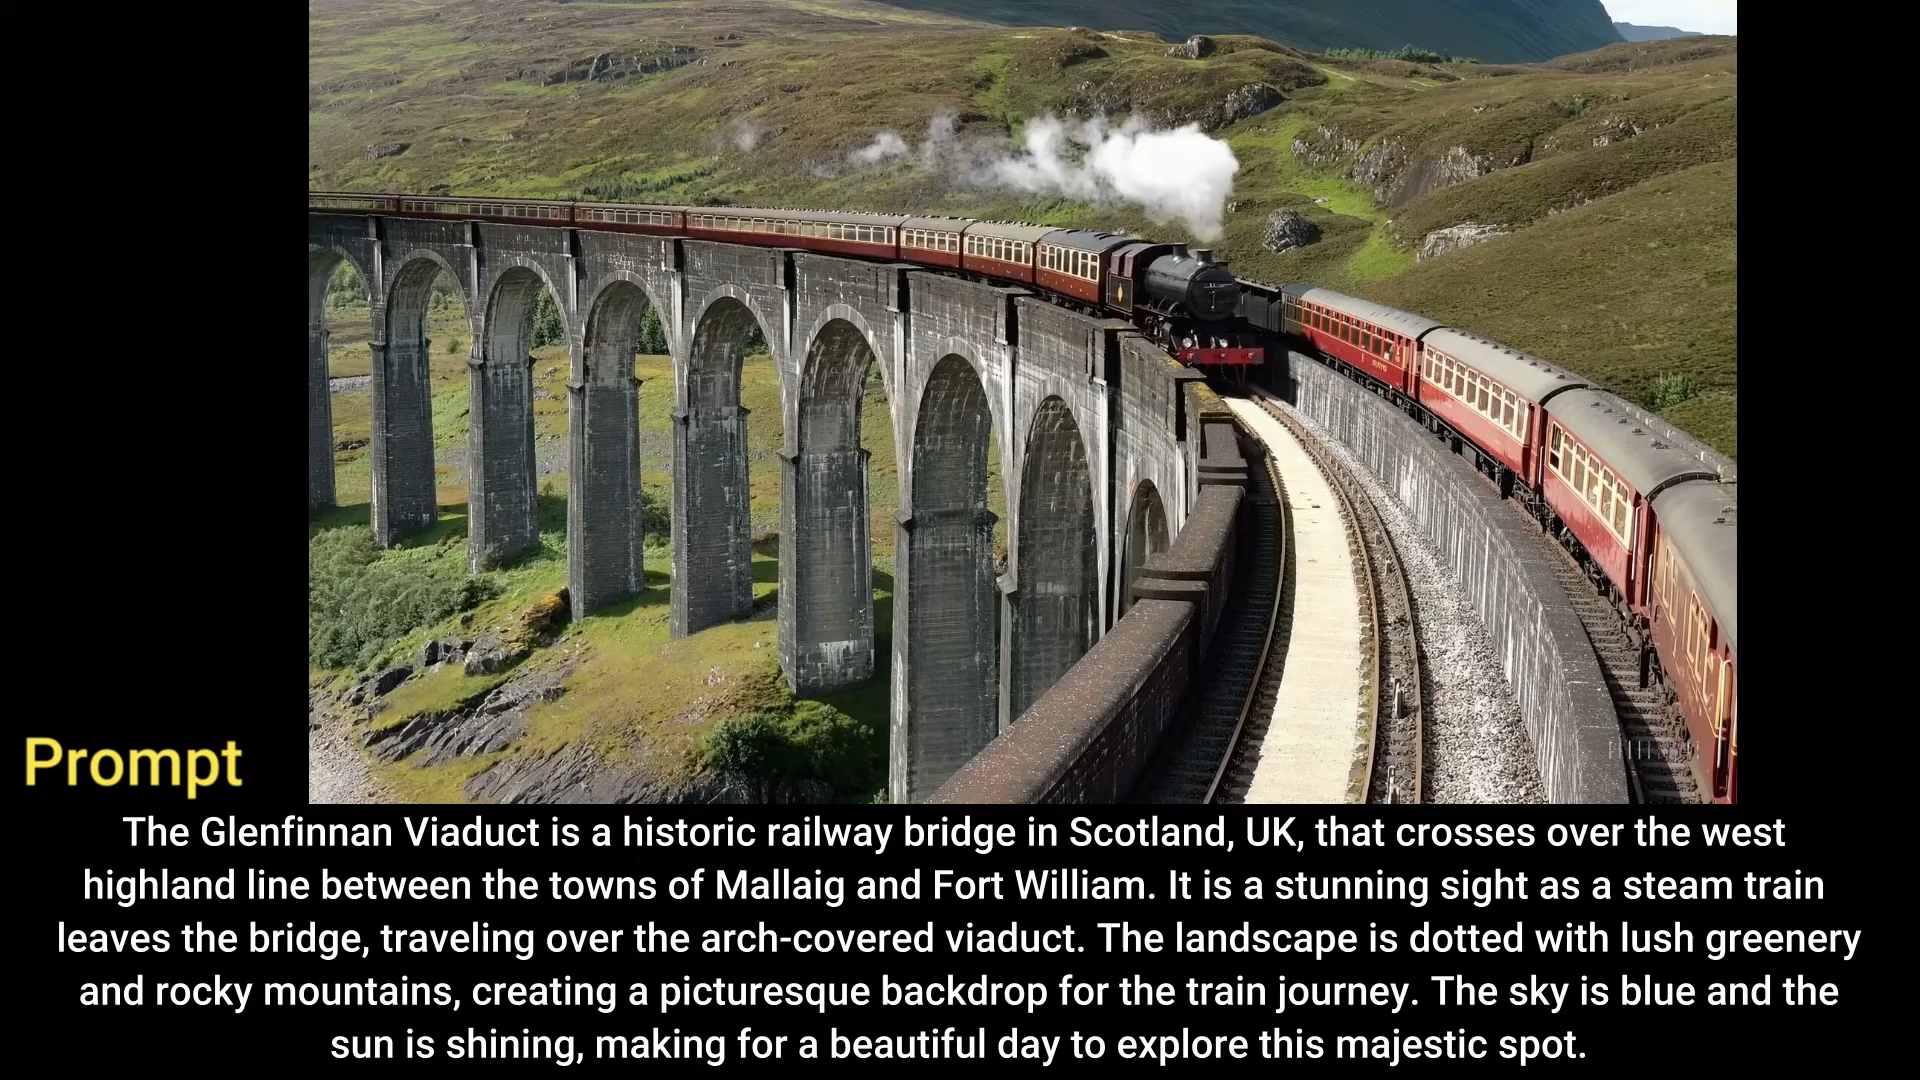 Prompt
The Glenfinnan Viaduct is a historic railway bridge in Scotland, UK, that crosses over the west
highland line between the towns of Mallaig and Fort William. It is a stunning sight as a steam train
leaves the bridge, traveling over the arch-covered viaduct. The landscape is dotted with lush greenery
and rocky mountains, creating a picturesque backdrop for the train journey. The sky is blue and the
sun is shining, making for a beautiful day to explore this majestic spot.